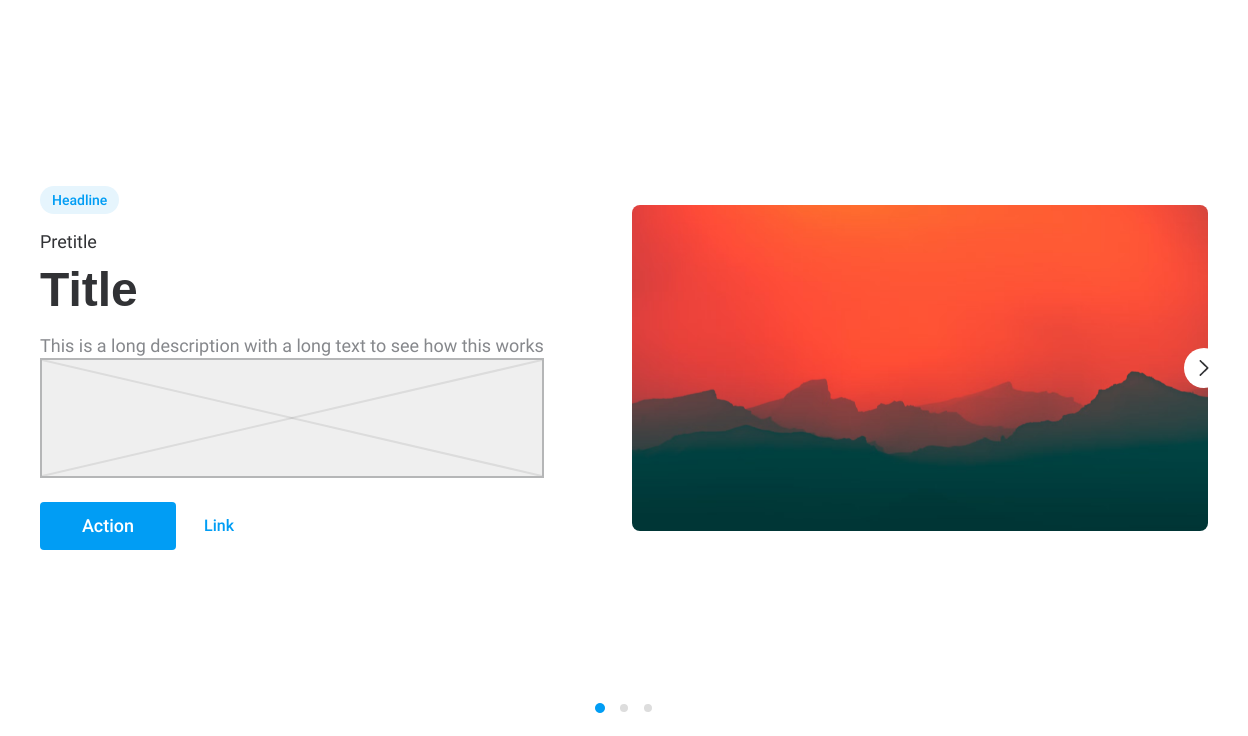 Headline
Pretitle
Title
This is a long description with a long text to see how this works
Action
Link